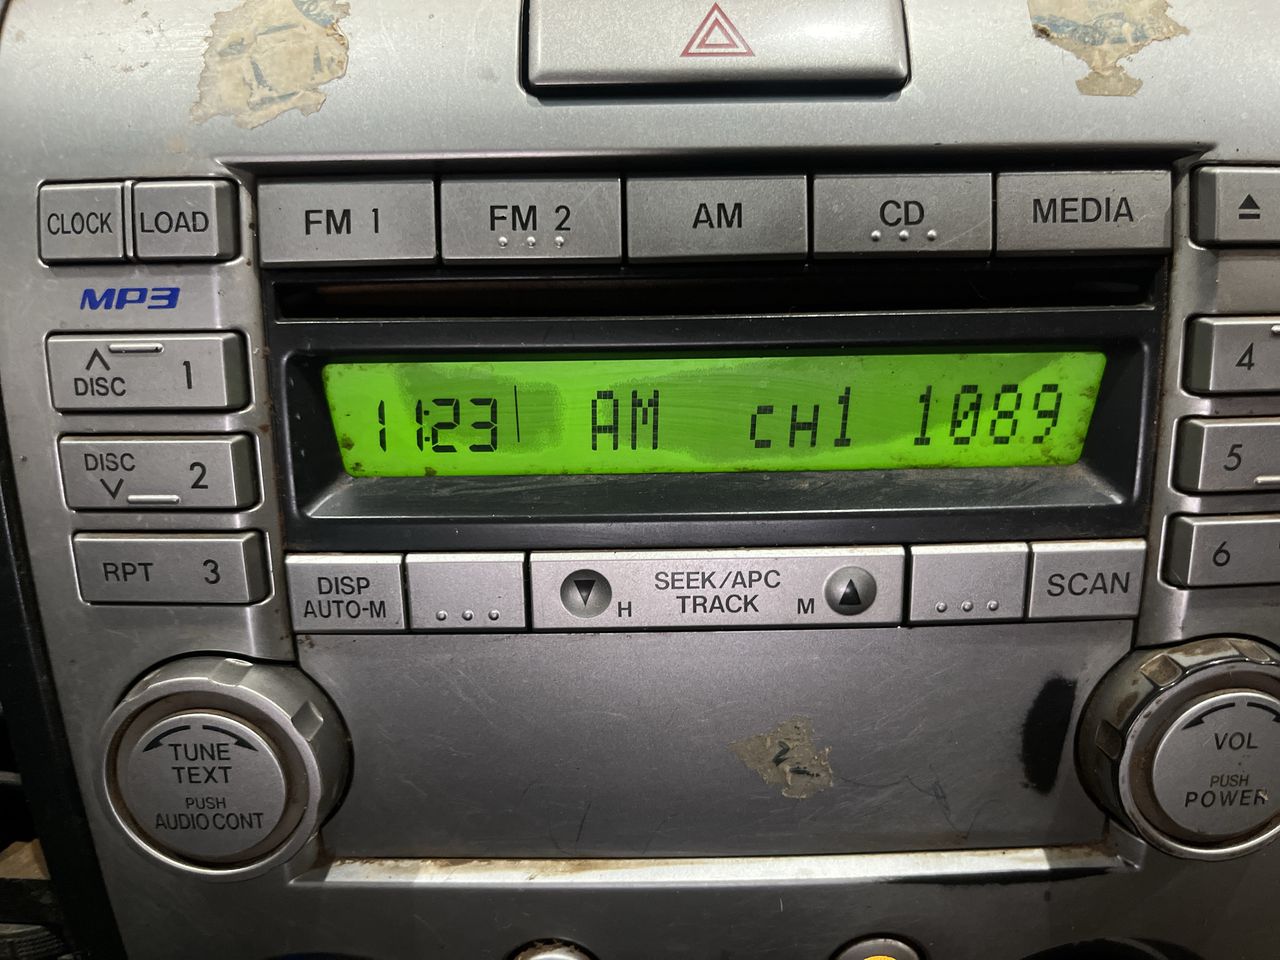 CLOCK LOAD FM 1 FM 2 AM CD MEDIA
MP3
DISC 1
DISC 2
RPT 3
11:23 AM CH1 1089
4
5
6
DISP
AUTO-M
SEEK/APC
TRACK
H
M
SCAN
TUNE
TEXT
PUSH
AUDIO CONT
VOL
PUSH
POWER